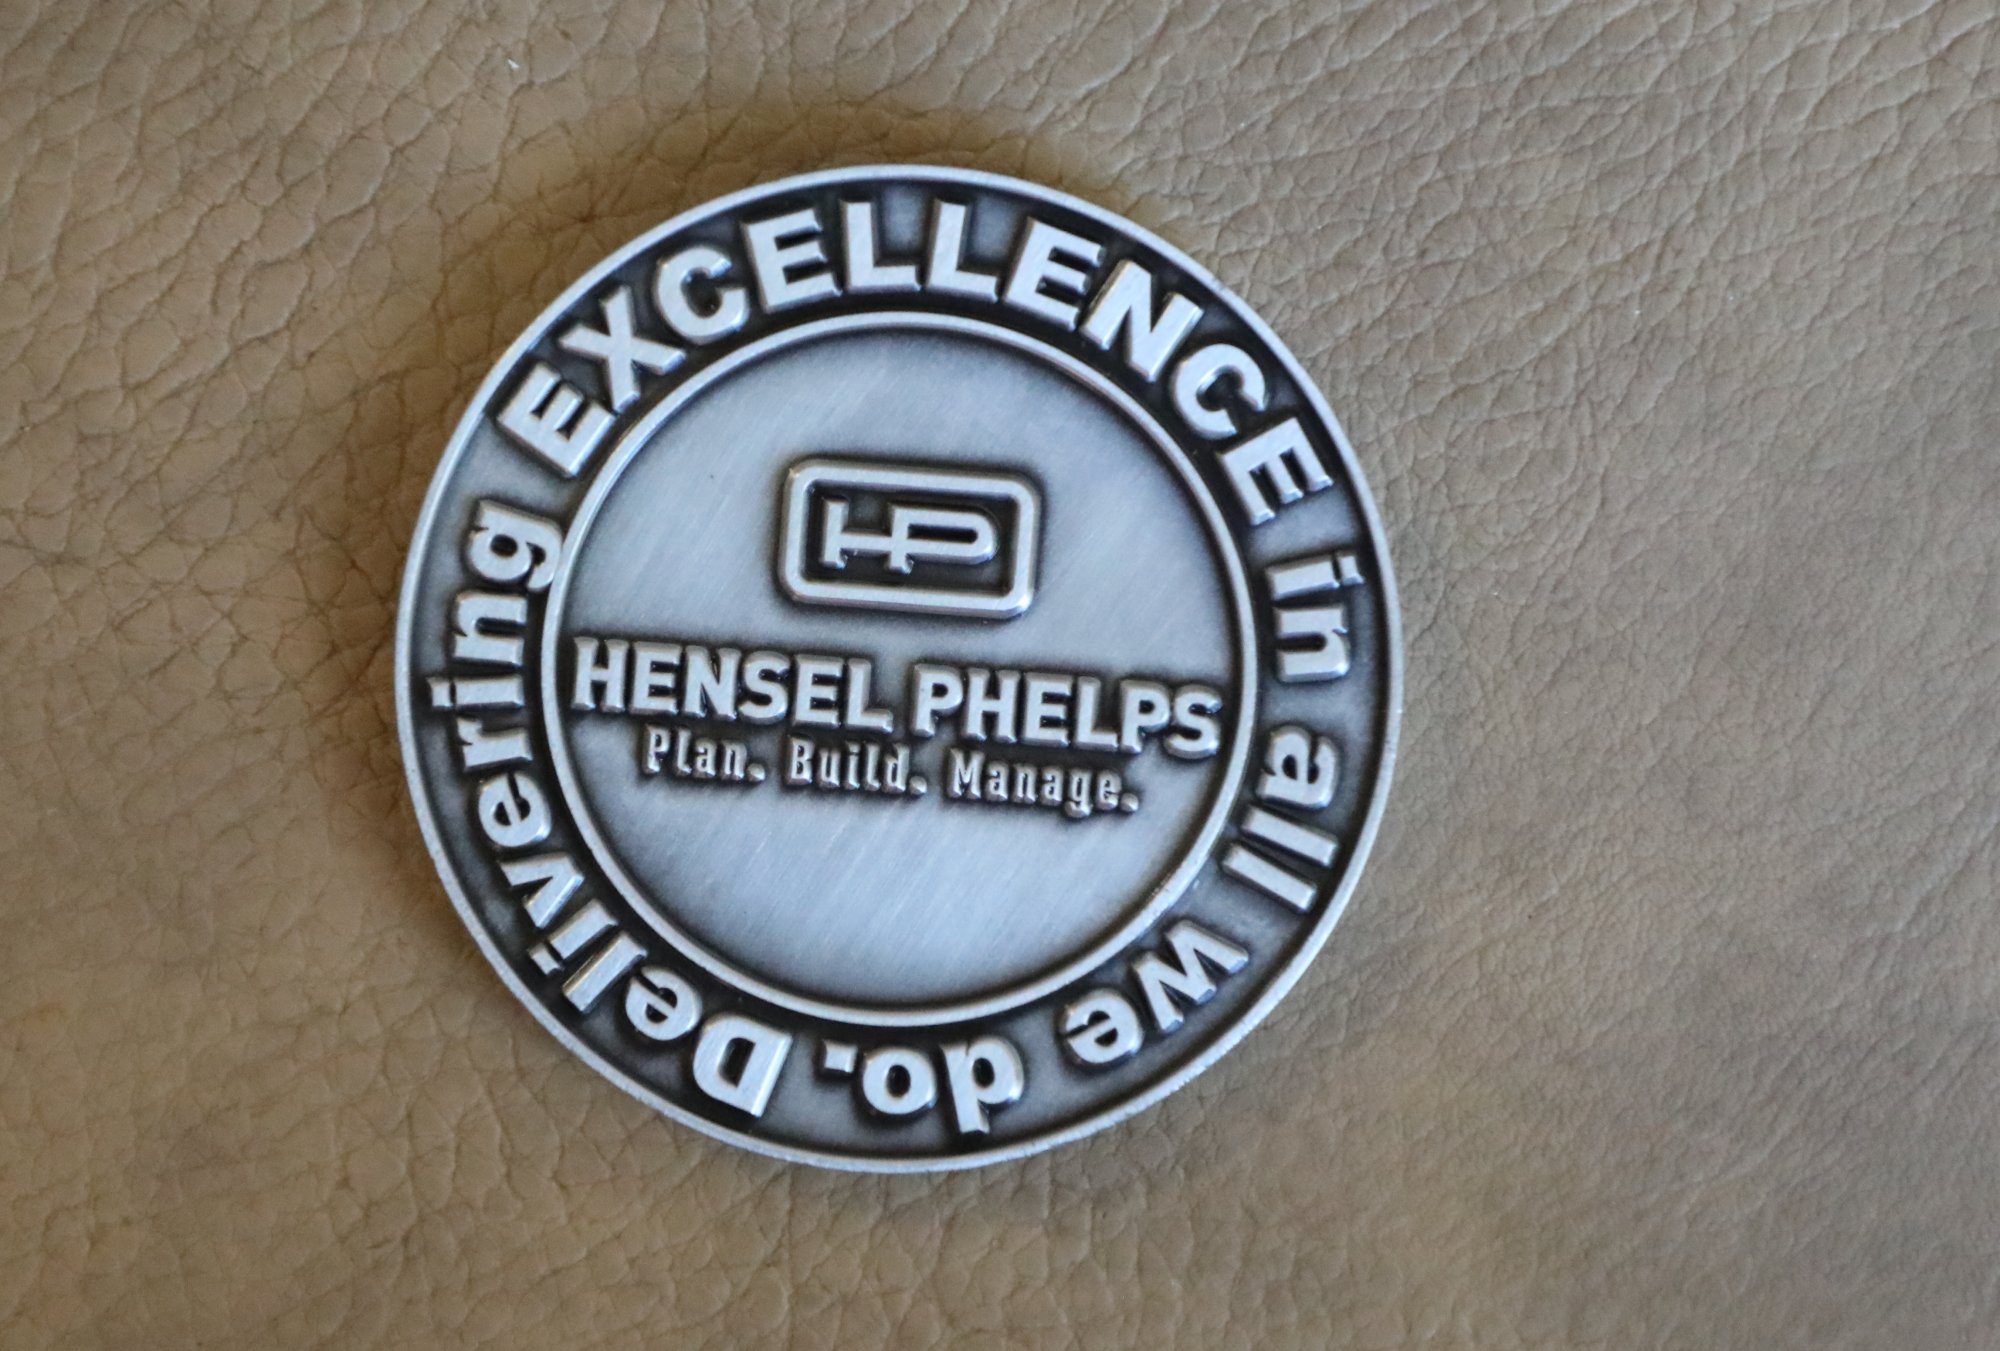 Delivering EXCELLENCE in all we do.
HP
HENSEL PHELPS
Plan. Build. Manage.